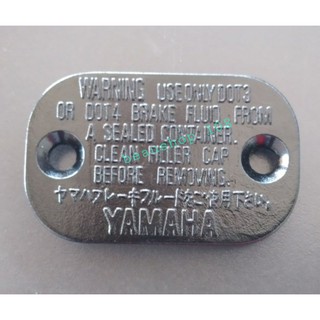 WARNING USE ONLY DOT3
OR DOT4 BRAKE FLUID FROM
A SEALED CONTAINER.
CLEAN FILLER CAP
BEFORE REMOVING.
ヤマハブレーキフルードをご使用下さい。
YAMAHA